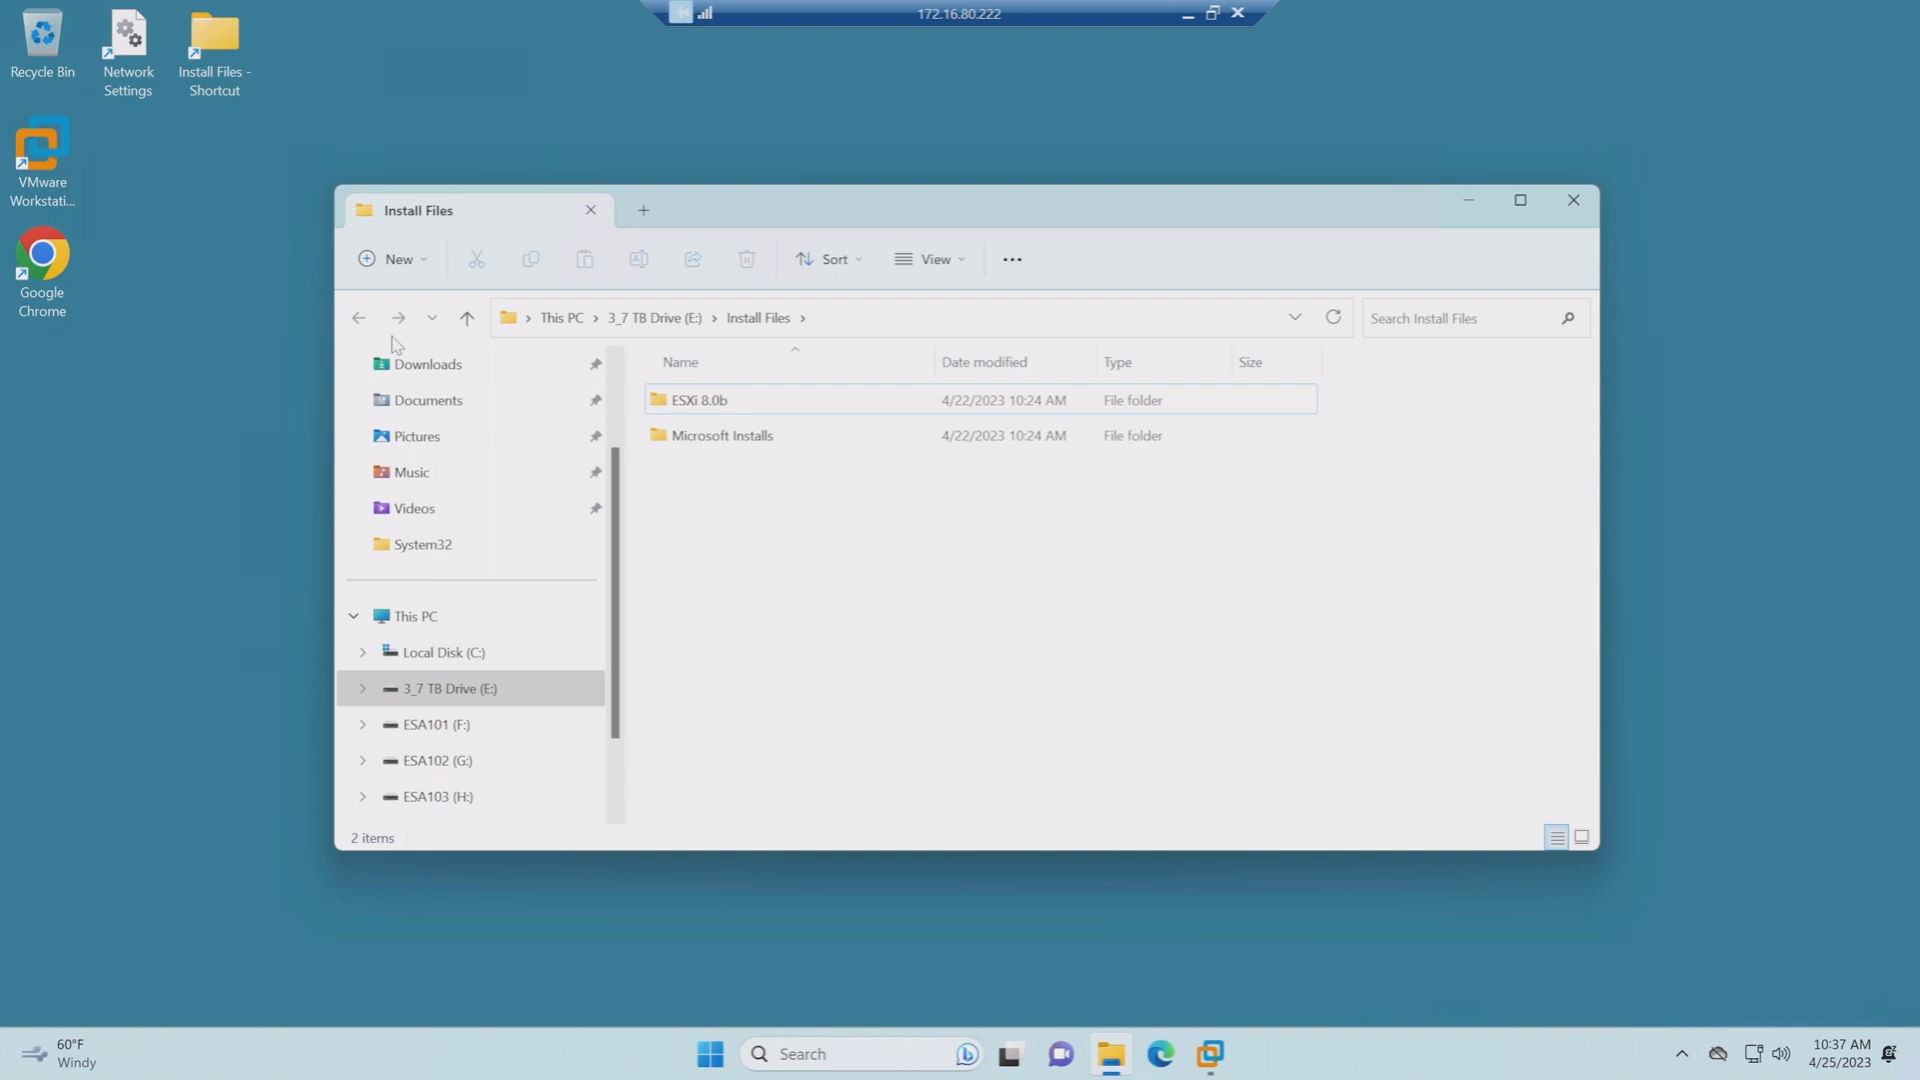 172.16.80.222
Recycle Bin
Network
Settings
Install Files -
Shortcut
VMware
Workstati...
Google
Chrome
Install Files
New
Sort
View
This PC
3_7 TB Drive (E:)
Install Files
Search Install Files
Name
Date modified
Type
Size
ESXi 8.0b
4/22/2023 10:24 AM
File folder
Microsoft Installs
4/22/2023 10:24 AM
File folder
Downloads
Documents
Pictures
Music
Videos
System32
This PC
Local Disk (C:)
3_7 TB Drive (E:)
ESA101 (F:)
ESA102 (G:)
ESA103 (H:)
2 items
60°F
Windy
Search
10:37 AM
4/25/2023